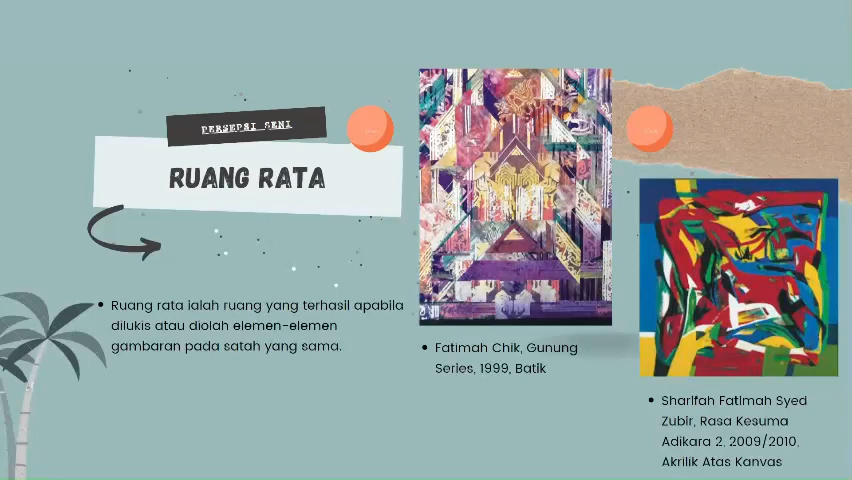 PERSEPSI SENI
RUANG RATA
• Ruang rata ialah ruang yang terhasil apabila
dilukis atau diolah elemen-elemen
gambaran pada satah yang sama.
• Fatimah Chik, Gunung
Series, 1999, Batik
• Sharifah Fatimah Syed
Zubir, Rasa Kesuma
Adikara 2, 2009/2010,
Akrilik Atas Kanvas